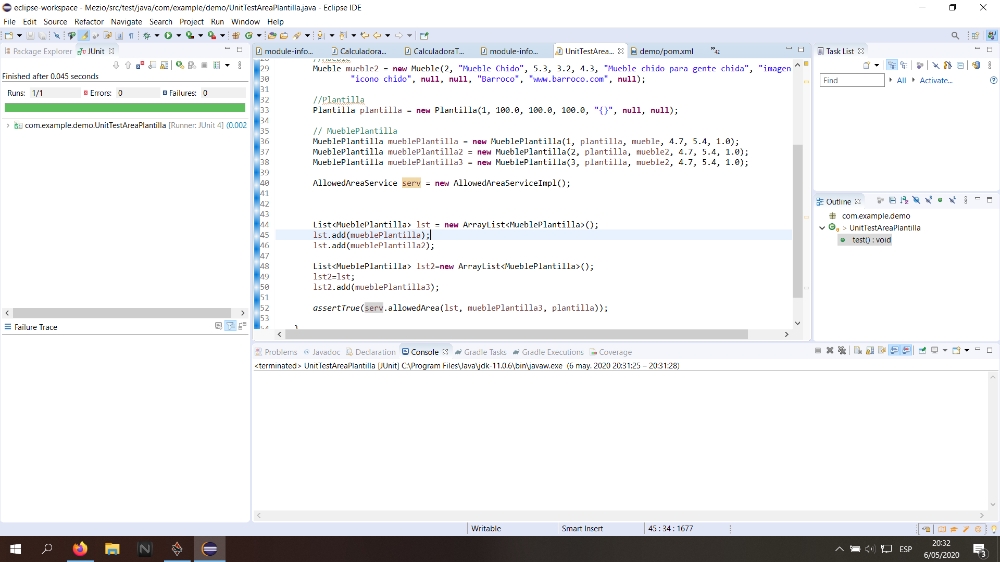 eclipse-workspace - Mezio/src/test/java/com/example/demo/UnitTestAreaPlantilla.java - Eclipse IDE
File Edit Source Refactor Navigate Search Project Run Window Help
Package Explorer JUnit
Finished after 0.045 seconds
Runs: 1/1 Errors: 0 Failures: 0
com.example.demo.UnitTestAreaPlantilla [Runner: JUnit 4] (0.002
Failure Trace
module-info... Calculadora... CalculadoraT... module-info... UnitTestArea... demo/pom.xml »42
28 //Mueble
29 Mueble mueble2 = new Mueble(2, "Mueble Chido", 5.3, 3.2, 4.3, "Mueble chido para gente chida", "imagen
30 "icono chido", null, null, "Barroco", "www.barroco.com", null);
31
32 //Plantilla
33 Plantilla plantilla = new Plantilla(1, 100.0, 100.0, 100.0, "{}", null, null);
34
35 // MueblePlantilla
36 MueblePlantilla mueblePlantilla = new MueblePlantilla(1, plantilla, mueble, 4.7, 5.4, 1.0);
37 MueblePlantilla mueblePlantilla2 = new MueblePlantilla(2, plantilla, mueble2, 4.7, 5.4, 1.0);
38 MueblePlantilla mueblePlantilla3 = new MueblePlantilla(3, plantilla, mueble2, 4.7, 5.4, 1.0);
39
40 AllowedAreaService serv = new AllowedAreaServiceImpl();
41
42
43
44 List<MueblePlantilla> lst = new ArrayList<MueblePlantilla>();
45 lst.add(mueblePlantilla);
46 lst.add(mueblePlantilla2);
47
48 List<MueblePlantilla> lst2=new ArrayList<MueblePlantilla>();
49 lst2=lst;
50 lst2.add(mueblePlantilla3);
51
52 assertTrue(serv.allowedArea(lst, mueblePlantilla3, plantilla));
53
54 }
Task List
Find All Activate...
Outline
com.example.demo
> UnitTestAreaPlantilla
test() : void
Problems @ Javadoc Declaration Console Gradle Tasks Gradle Executions Coverage
<terminated> UnitTestAreaPlantilla [JUnit] C:\Program Files\Java\jdk-11.0.6\bin\javaw.exe (6 may. 2020 20:31:25 – 20:31:28)
Writable Smart Insert 45 : 34 : 1677
ESP
20:32
6/05/2020
3